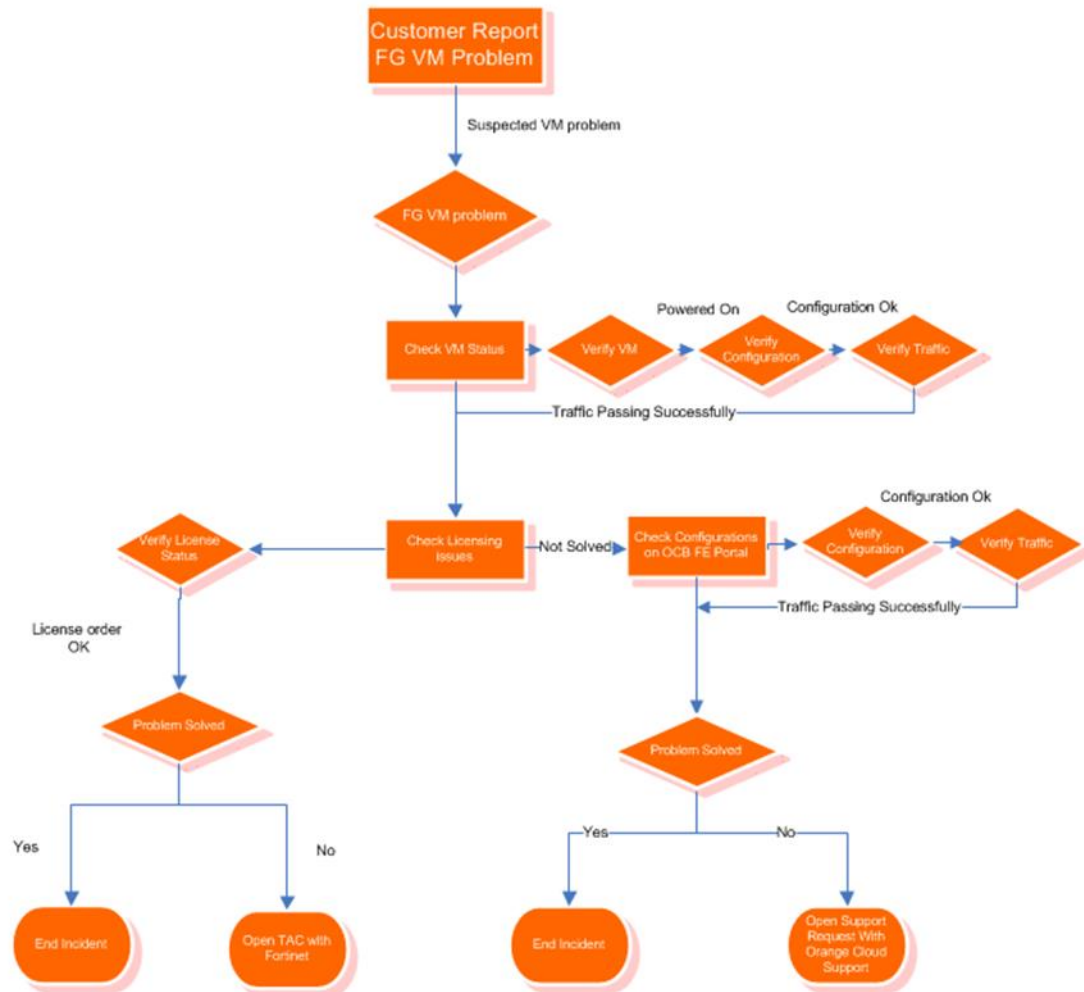 Customer Report
FG VM Problem
Suspected VM problem
FG VM problem
Powered On
Configuration Ok
Check VM Status
Verify VM
Verify
Configuration
Verify Traffic
Traffic Passing Successfully
Configuration Ok
Verify License
Status
Check Licensing
issues
Not Solved
Check Configurations
on OCB FE Portal
Verify
Configuration
Verify Traffic
Traffic Passing Successfully
License order
OK
Problem Solved
Problem Solved
Yes
No
Yes
No
End Incident
Open TAC with
Fortinet
End Incident
Open Support
Request With
Orange Cloud
Support